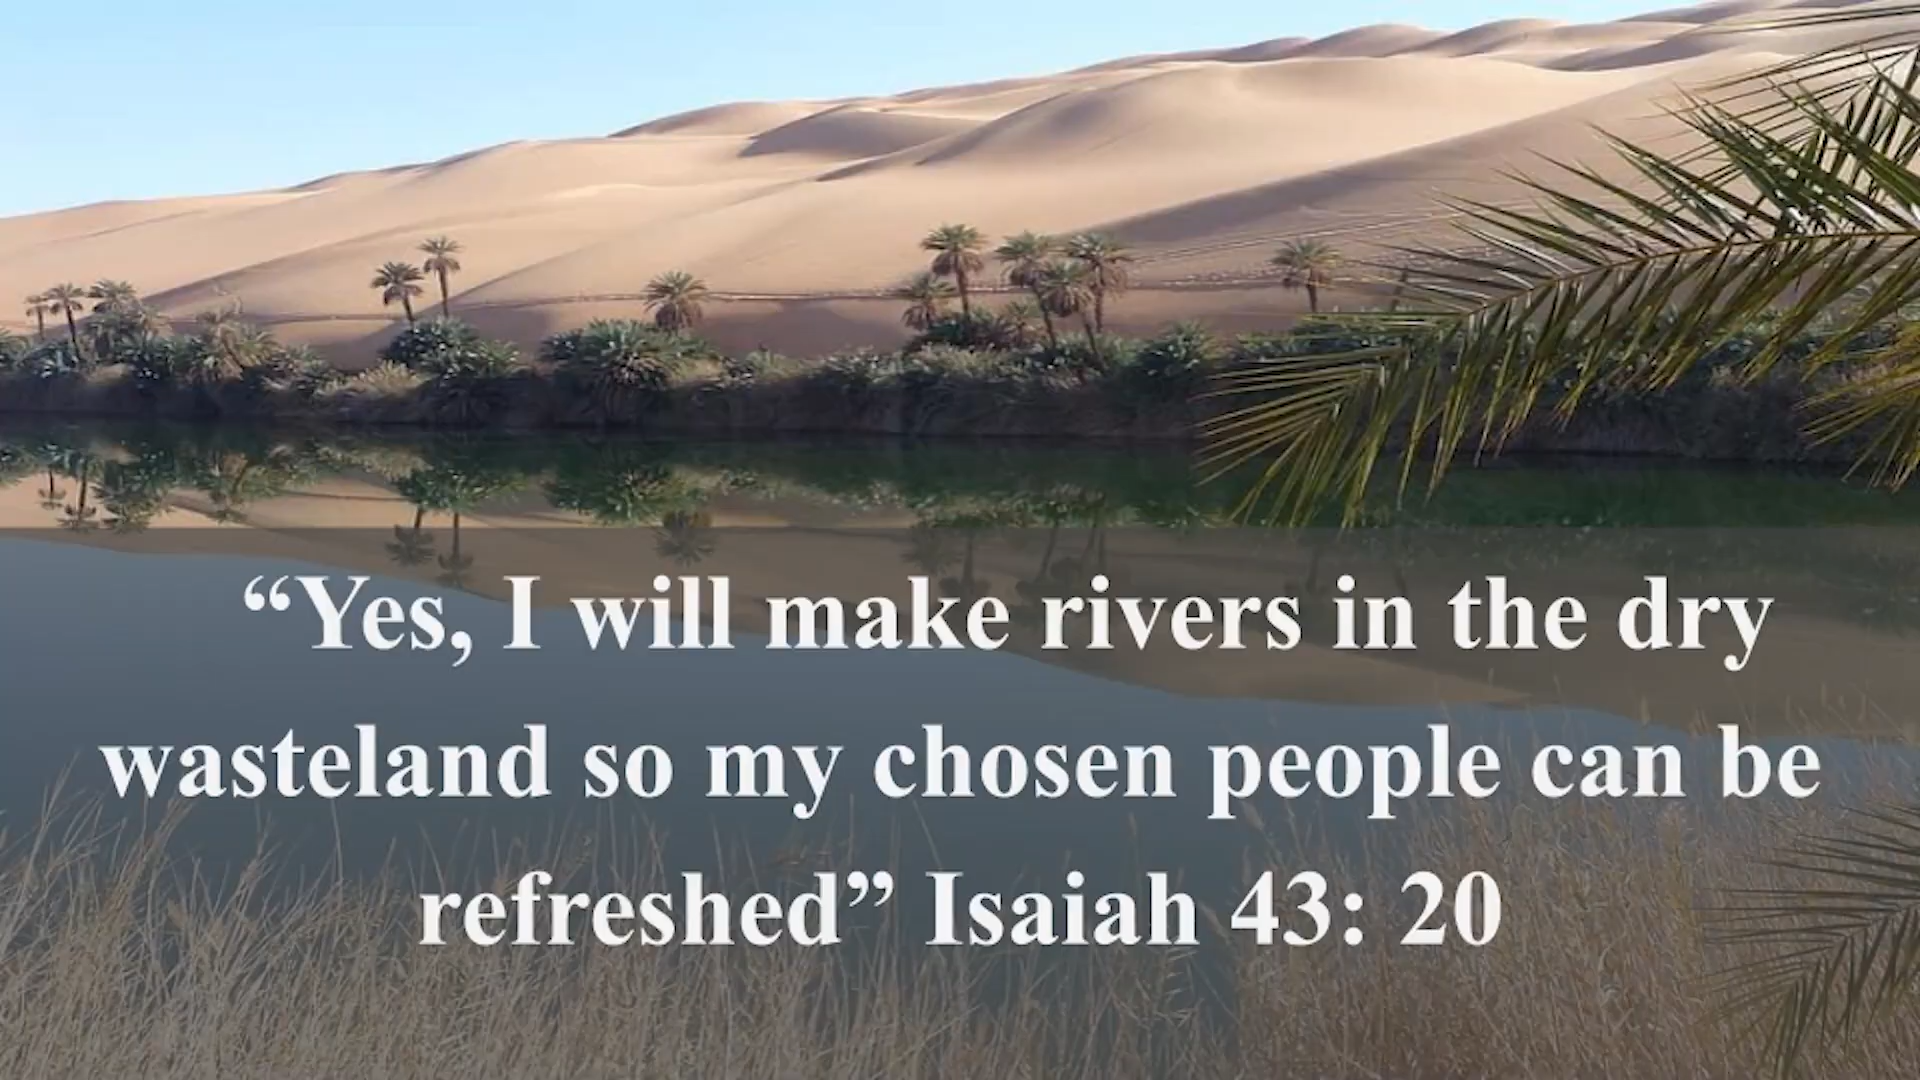 “Yes, I will make rivers in the dry
wasteland so my chosen people can be
refreshed” Isaiah 43: 20